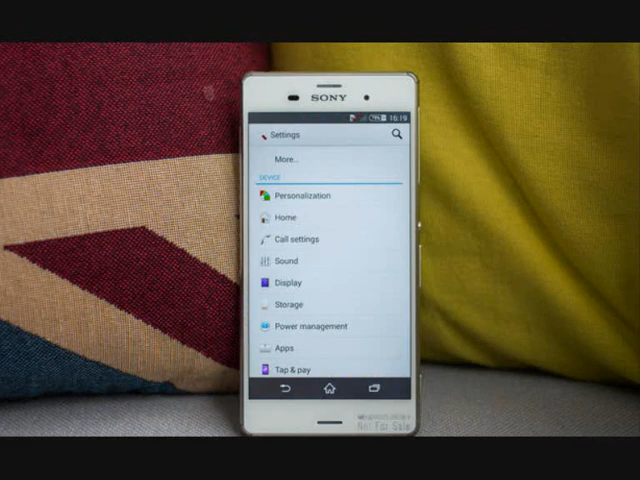 SONY
79% 16:19
Settings
More...
DEVICE
Personalization
Home
Call settings
Sound
Display
Storage
Power management
Apps
Tap & pay
Not For Sale